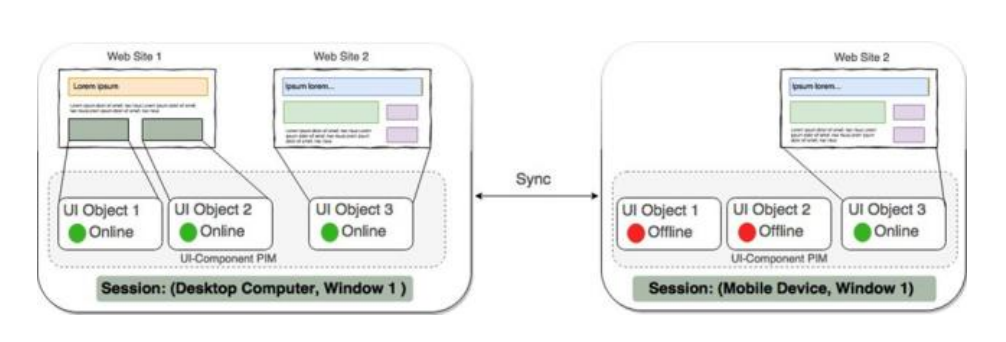 Web Site 1
Web Site 2
Lorem ipsum
Ipsum lorem...
UI Object 1
Online
UI Object 2
Online
UI Object 3
Online
UI-Component PIM
Session: (Desktop Computer, Window 1 )
Sync
Web Site 2
Ipsum lorem...
UI Object 1
Offline
UI Object 2
Offline
UI Object 3
Online
UI-Component PIM
Session: (Mobile Device, Window 1)